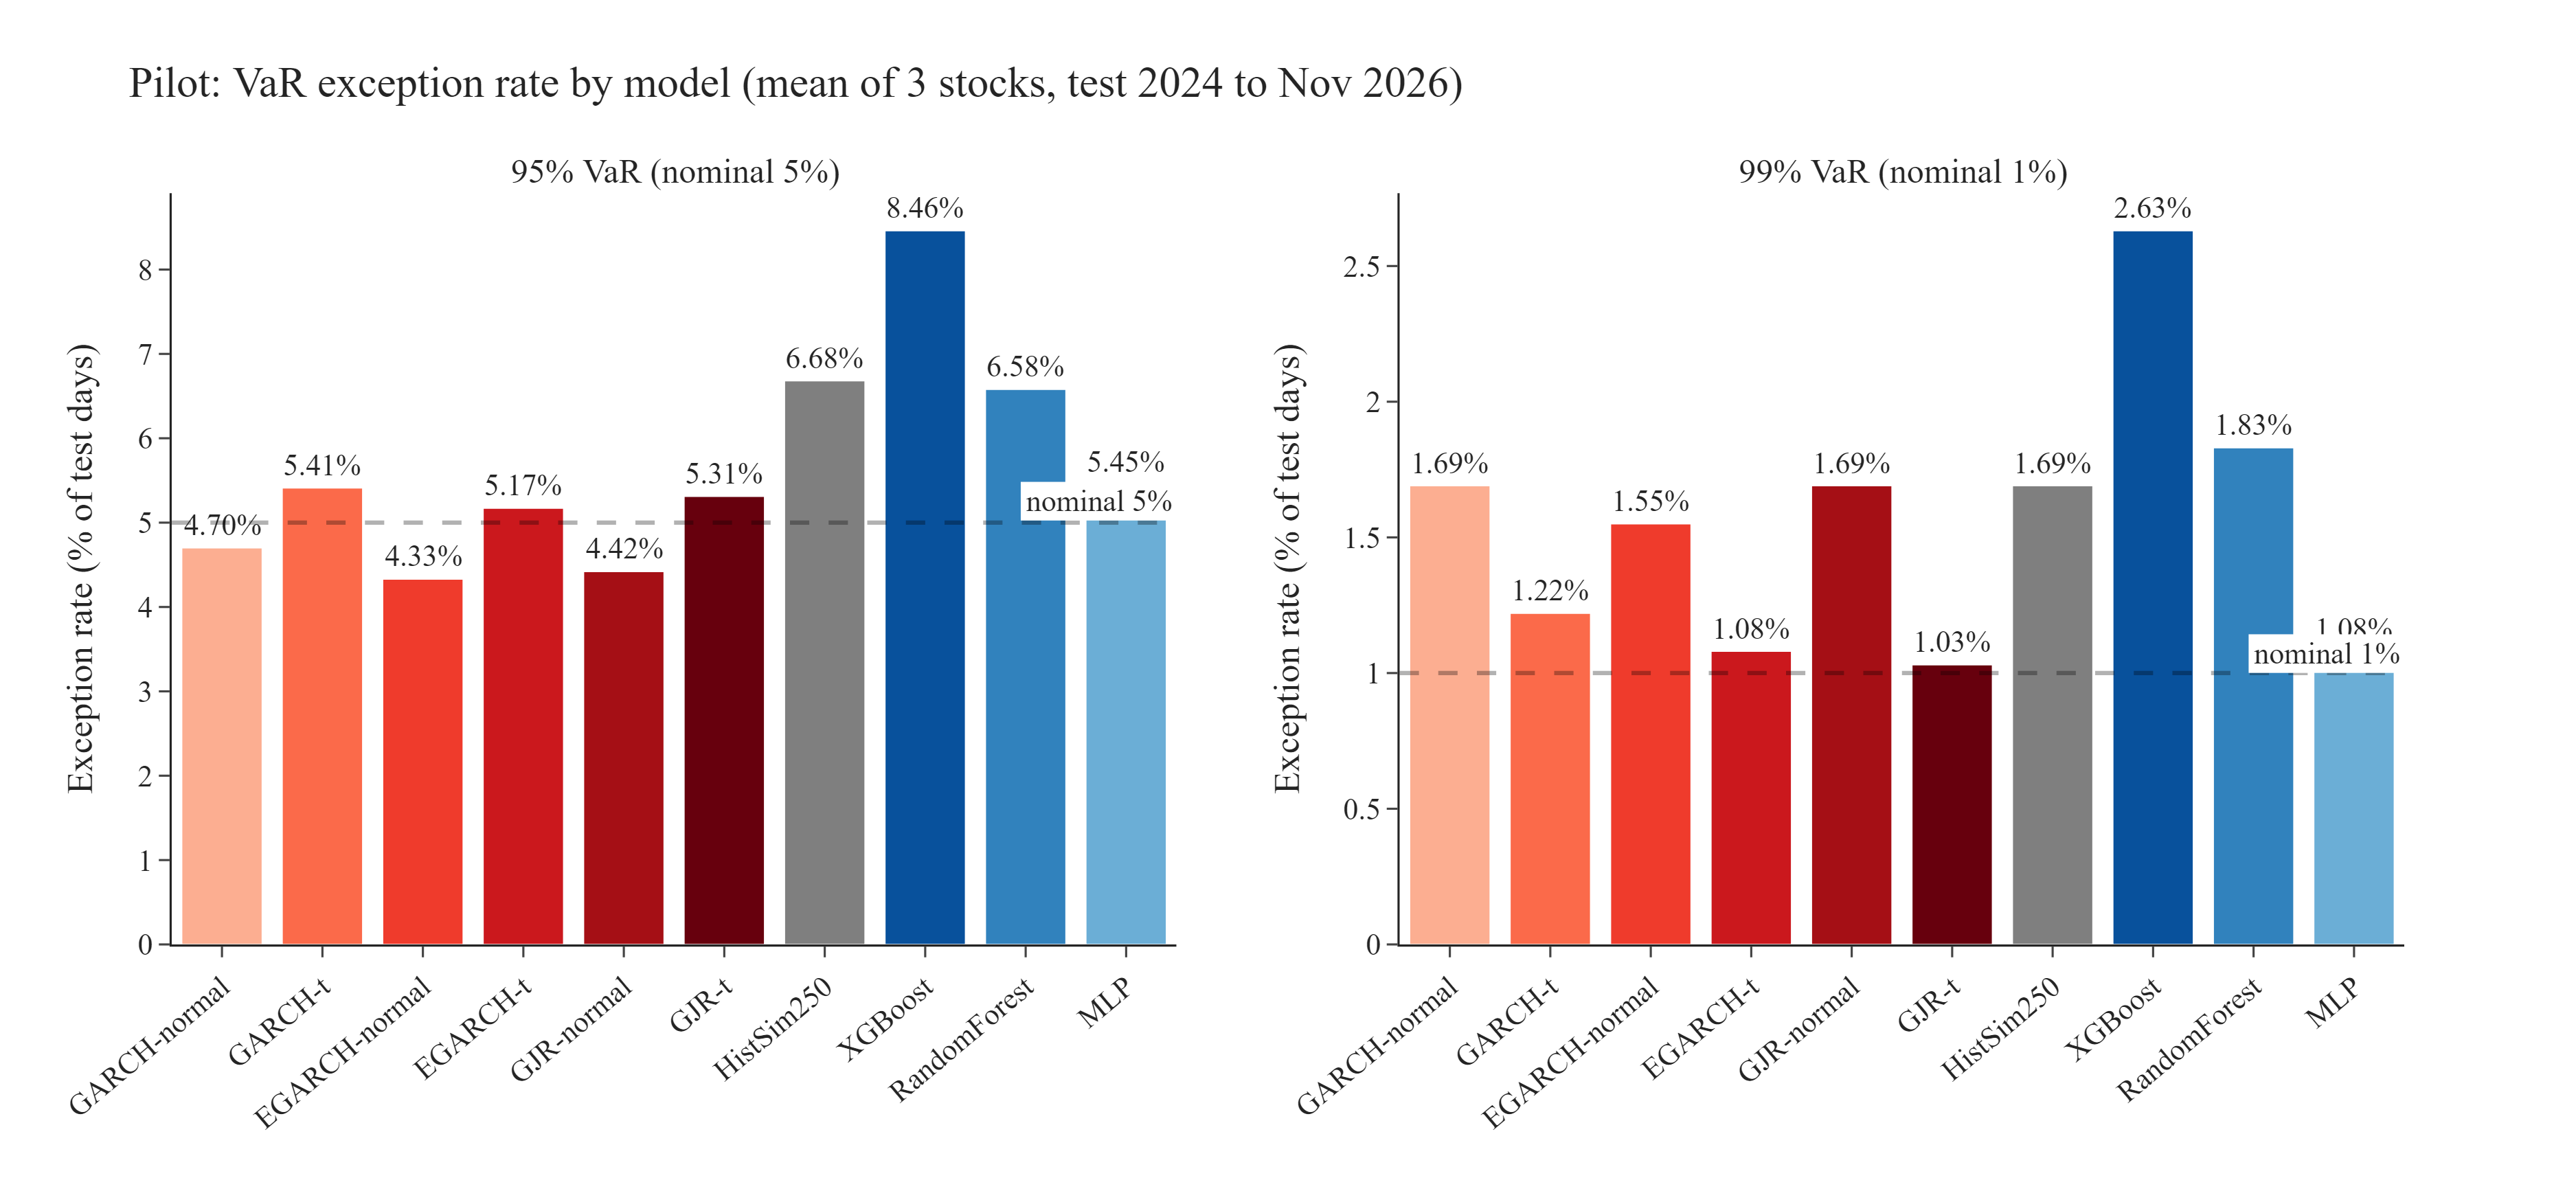 Pilot: VaR exception rate by model (mean of 3 stocks, test 2024 to Nov 2026)
95% VaR (nominal 5%)
Exception rate (% of test days)
8
7
6
5
4
3
2
1
0
4.70%
5.41%
4.33%
5.17%
4.42%
5.31%
6.68%
8.46%
6.58%
5.45%
nominal 5%
GARCH-normal
GARCH-t
EGARCH-normal
EGARCH-t
GJR-normal
GJR-t
HistSim250
XGBoost
RandomForest
MLP
99% VaR (nominal 1%)
Exception rate (% of test days)
2.5
2
1.5
1
0.5
0
1.69%
1.22%
1.55%
1.08%
1.69%
1.03%
1.69%
2.63%
1.83%
1.08%
nominal 1%
GARCH-normal
GARCH-t
EGARCH-normal
EGARCH-t
GJR-normal
GJR-t
HistSim250
XGBoost
RandomForest
MLP